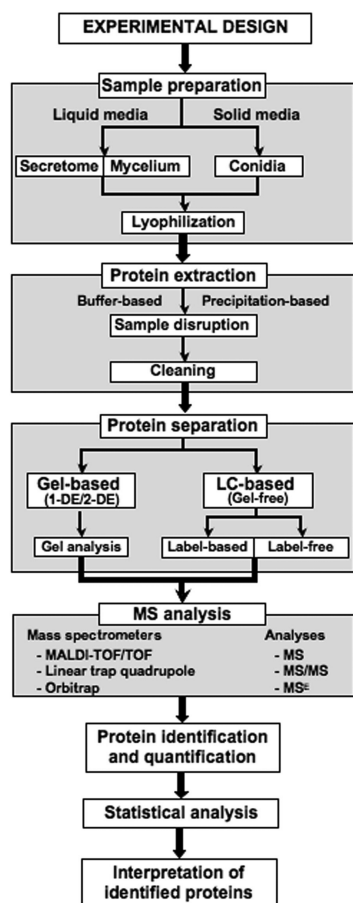 EXPERIMENTAL DESIGN
Sample preparation
Liquid media Solid media
Secretome Mycelium Conidia
Lyophilization
Protein extraction
Buffer-based Precipitation-based
Sample disruption
Cleaning
Protein separation
Gel-based LC-based
(1-DE/2-DE) (Gel-free)
Gel analysis Label-based Label-free
MS analysis
Mass spectrometers Analyses
- MALDI-TOF/TOF - MS
- Linear trap quadrupole - MS/MS
- Orbitrap - MSᴱ
Protein identification
and quantification
Statistical analysis
Interpretation of
identified proteins